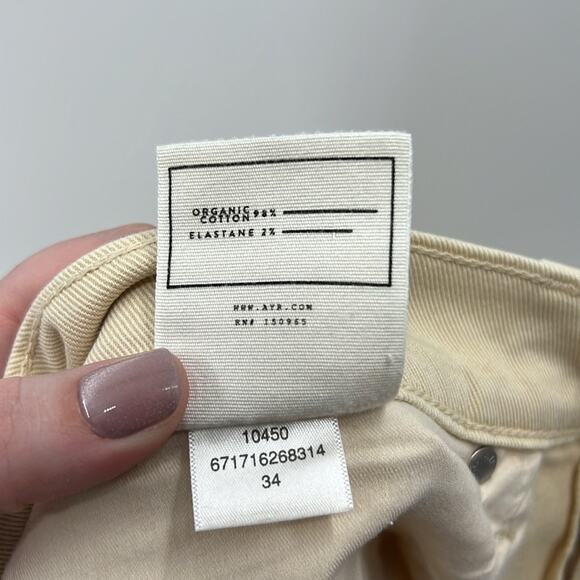 ORGANIC
COTTON 98%
ELASTANE 2%
WWW.AYR.COM
RN# 150965
10450
671716268314
34